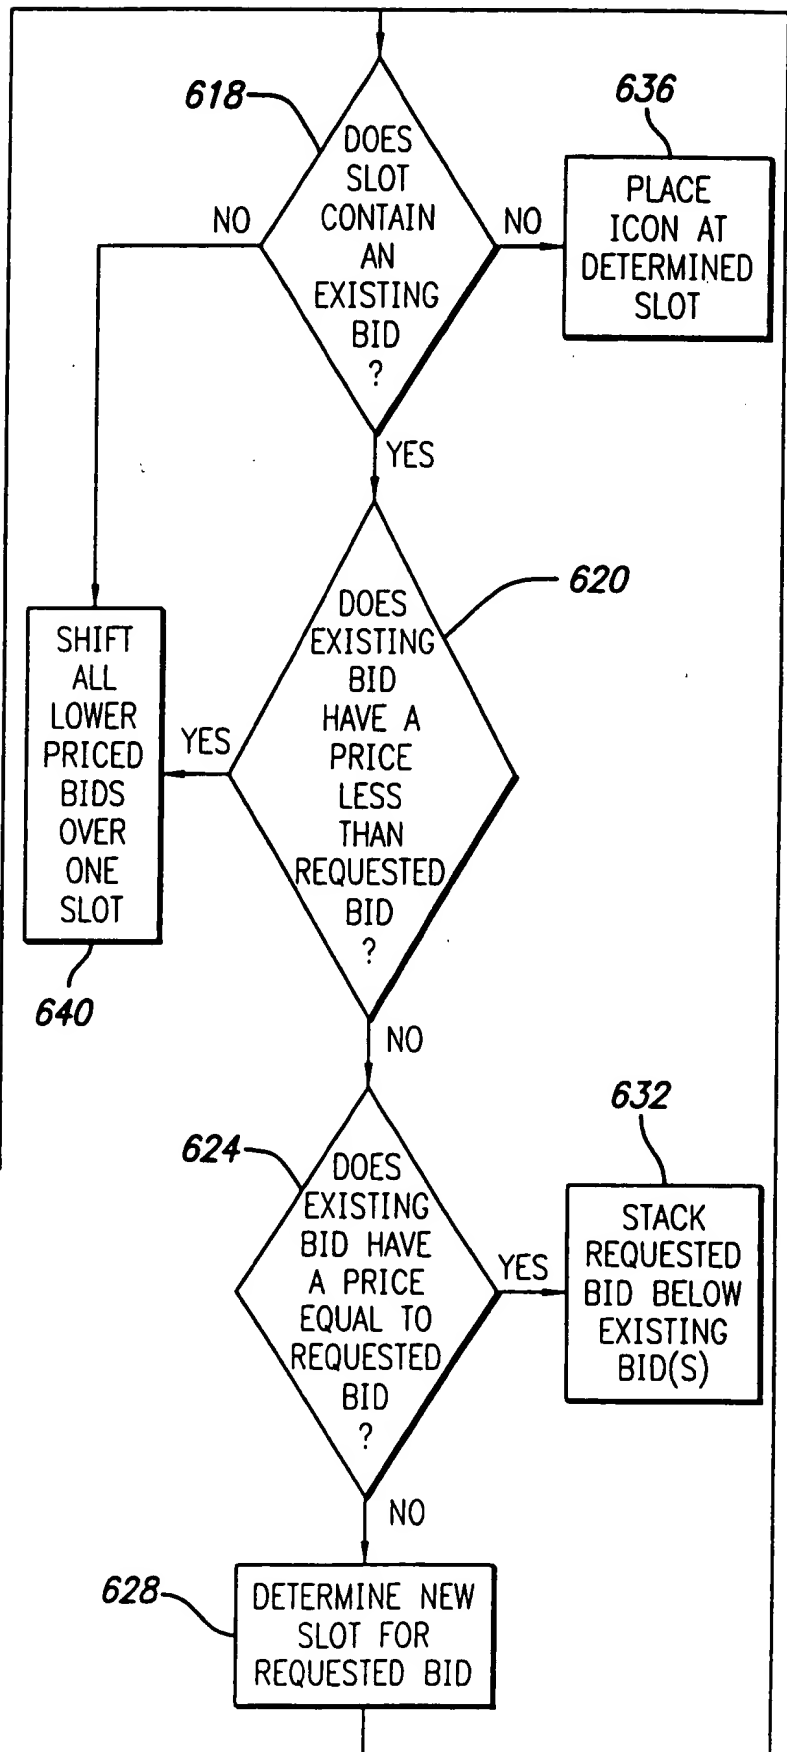 618
DOES
SLOT
CONTAIN
AN
EXISTING
BID
?
NO
NO
636
PLACE
ICON AT
DETERMINED
SLOT
YES
620
DOES
EXISTING
BID
HAVE A
PRICE
LESS
THAN
REQUESTED
BID
?
YES
SHIFT
ALL
LOWER
PRICED
BIDS
OVER
ONE
SLOT
640
NO
624
DOES
EXISTING
BID HAVE
A PRICE
EQUAL TO
REQUESTED
BID
?
YES
632
STACK
REQUESTED
BID BELOW
EXISTING
BID(S)
NO
628
DETERMINE NEW
SLOT FOR
REQUESTED BID